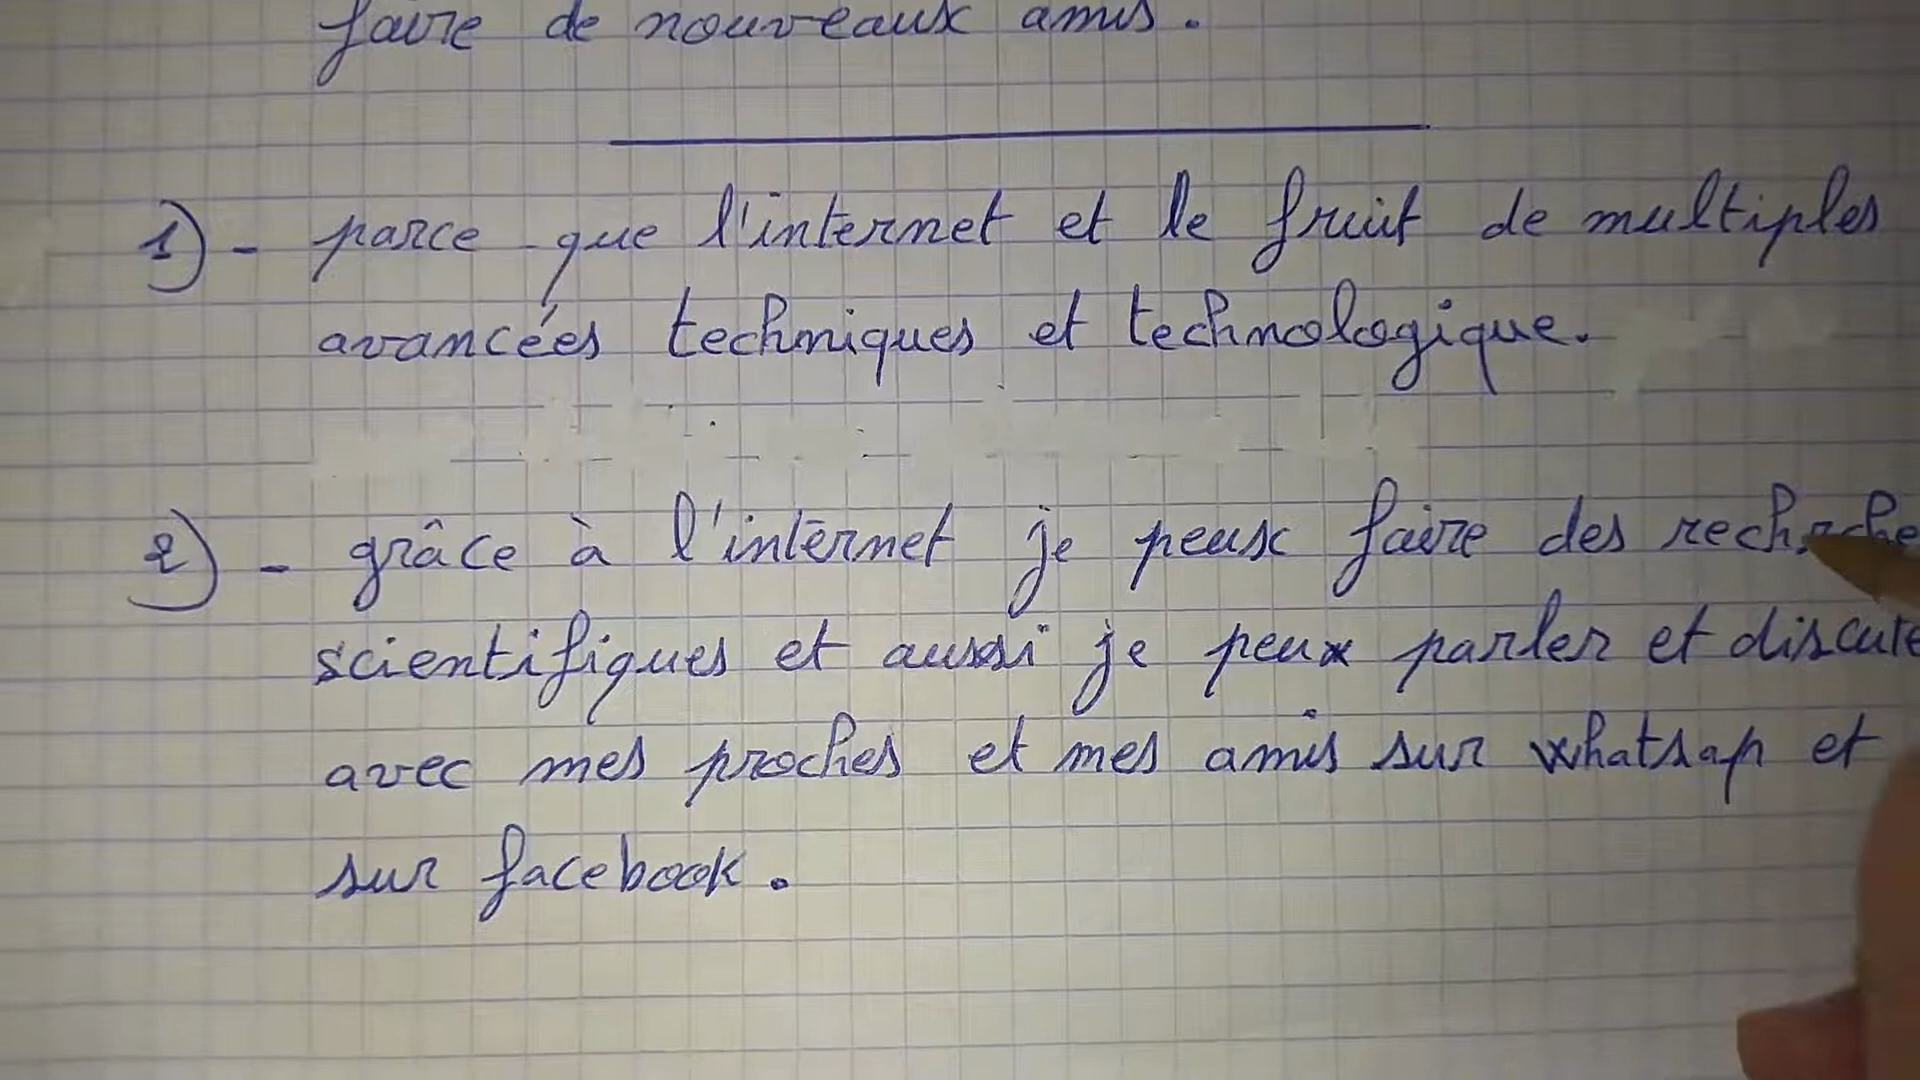 faire de nouveaux amis.
1) - parce que l'internet et le fruit de multiples
avancées techniques et technologique.
2) - grâce à l'internet je peux faire des recherche
scientifiques et aussi je peux parler et discute
avec mes proches et mes amis sur whatsap et
sur facebook.